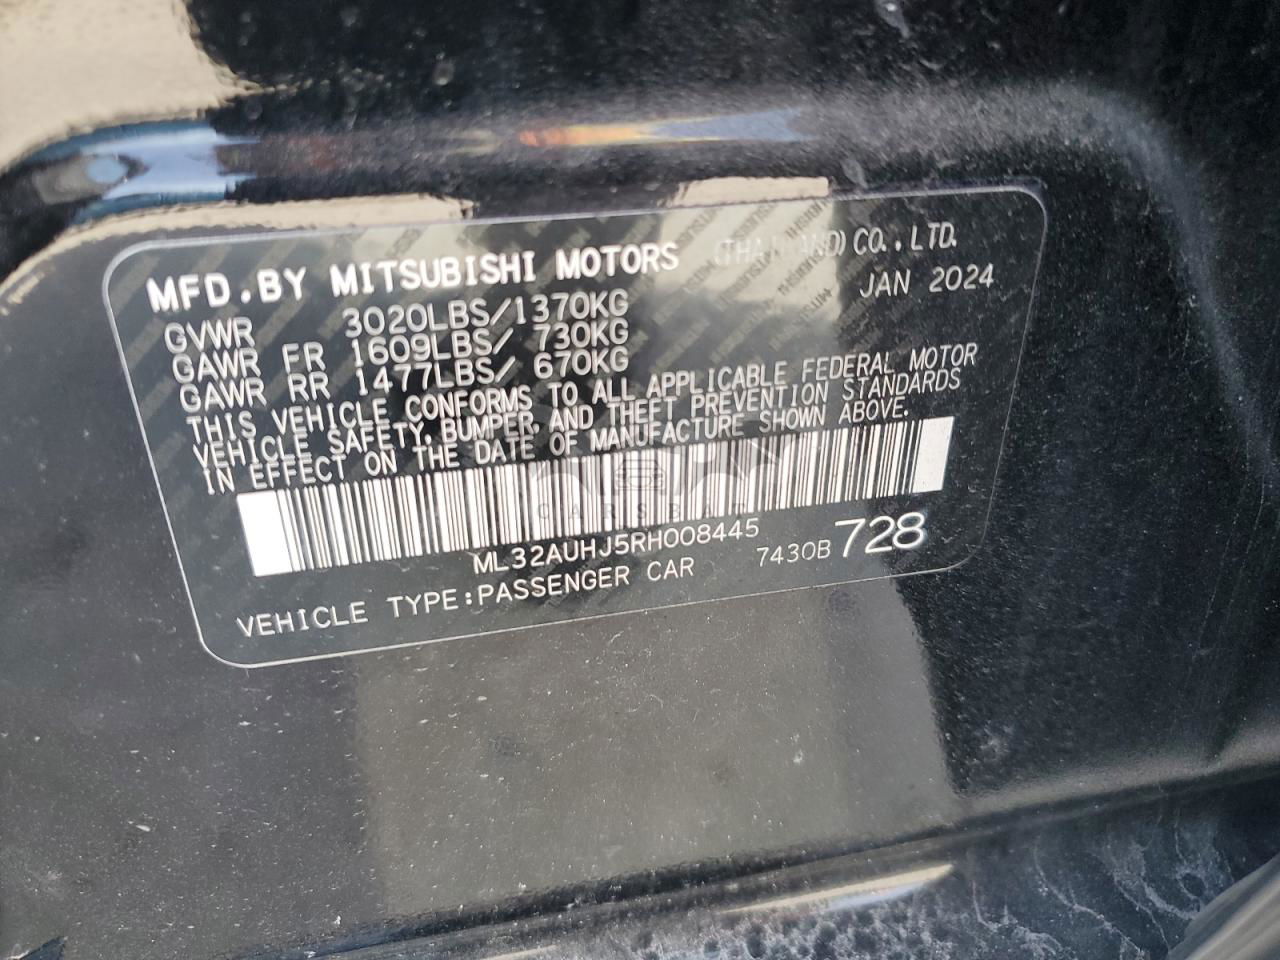 MFD.BY MITSUBISHI MOTORS (THAILAND) CO., LTD.
JAN 2024
GVWR 3020LBS/1370KG
GAWR FR 1609LBS/ 730KG
GAWR RR 1477LBS/ 670KG
THIS VEHICLE CONFORMS TO ALL APPLICABLE FEDERAL MOTOR
VEHICLE SAFETY, BUMPER, AND THEFT PREVENTION STANDARDS
IN EFFECT ON THE DATE OF MANUFACTURE SHOWN ABOVE.
CARSBAT
ML32AUHJ5RH008445
7430B 728
VEHICLE TYPE:PASSENGER CAR